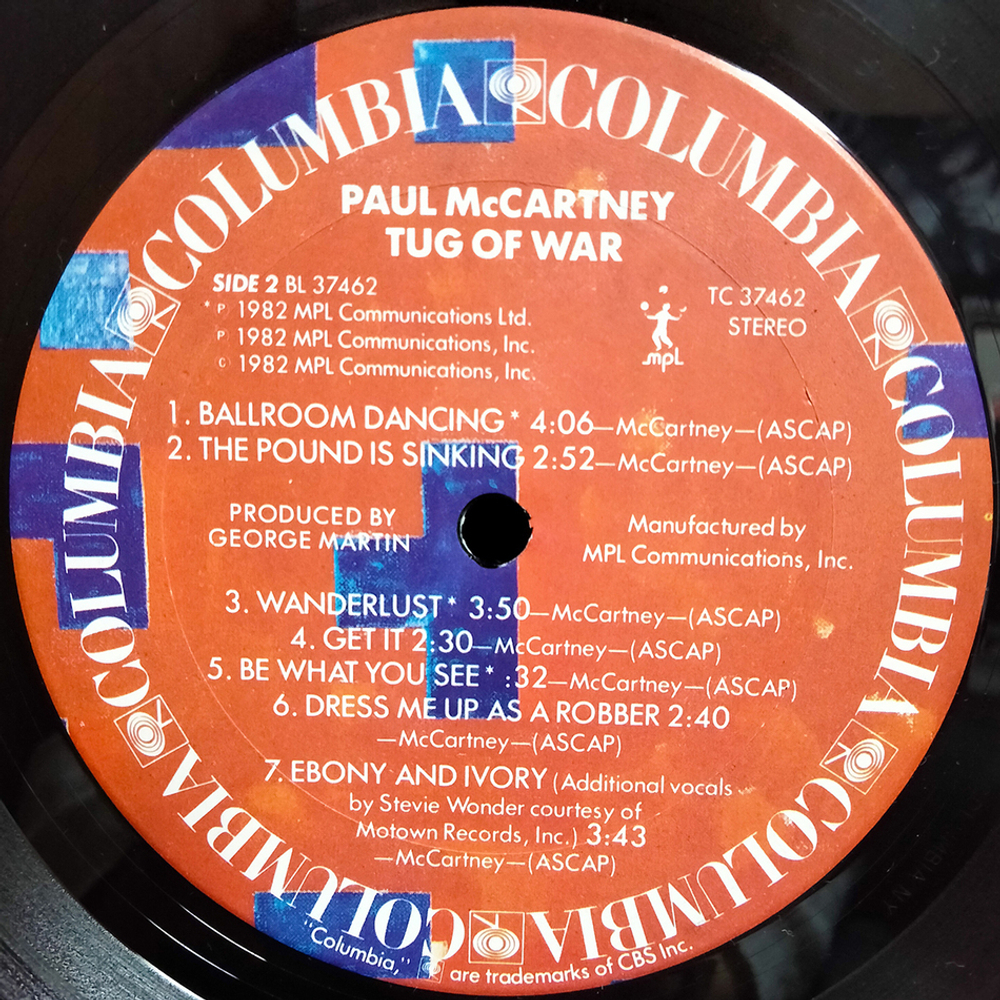 COLUMBIA COLUMBIA COLUMBIA COLUMBIA COLUMBIA COLUMBIA COLUMBIA COL
PAUL McCARTNEY
TUG OF WAR
SIDE 2 BL 37462
* ℗ 1982 MPL Communications Ltd.
℗ 1982 MPL Communications, Inc.
© 1982 MPL Communications, Inc.
mpL
TC 37462
STEREO
1. BALLROOM DANCING * 4:06—McCartney—(ASCAP)
2. THE POUND IS SINKING 2:52—McCartney—(ASCAP)
PRODUCED BY
GEORGE MARTIN
Manufactured by
MPL Communications, Inc.
3. WANDERLUST * 3:50—McCartney—(ASCAP)
4. GET IT 2:30—McCartney—(ASCAP)
5. BE WHAT YOU SEE * :32—McCartney—(ASCAP)
6. DRESS ME UP AS A ROBBER 2:40
—McCartney—(ASCAP)
7. EBONY AND IVORY (Additional vocals
by Stevie Wonder courtesy of
Motown Records, Inc.) 3:43
—McCartney—(ASCAP)
"Columbia," are trademarks of CBS Inc.